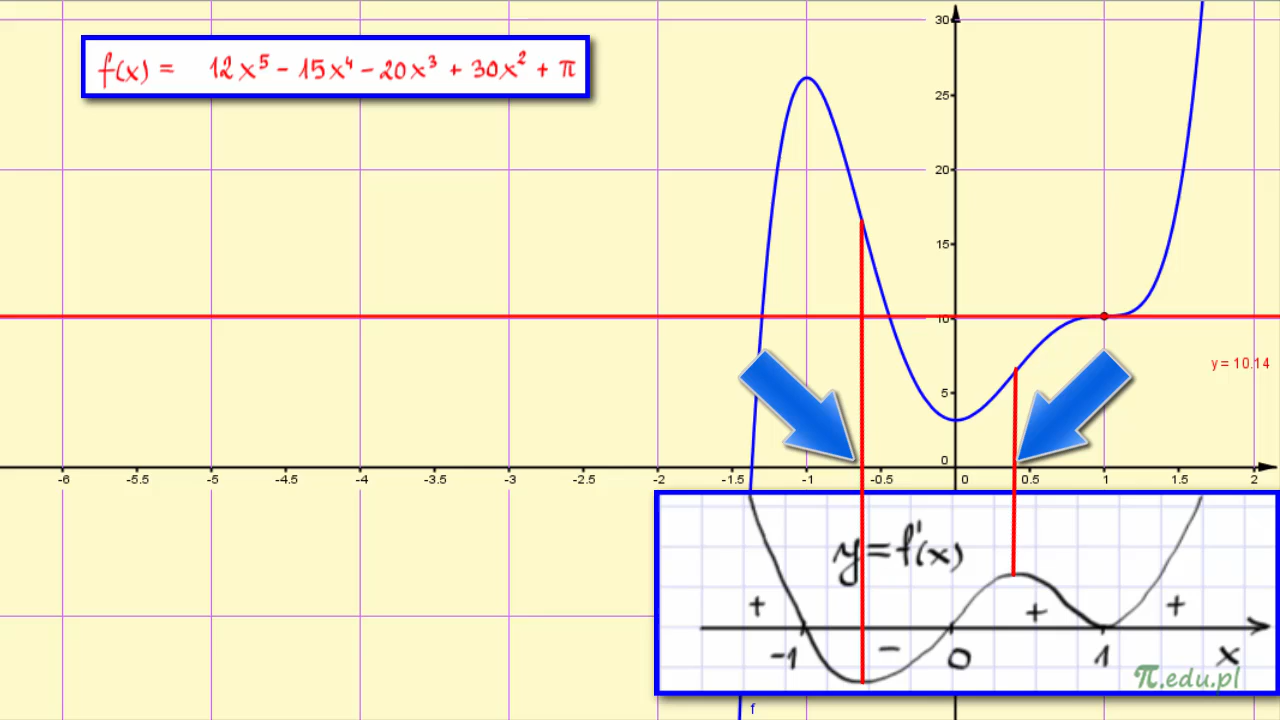 f(x) = 12x⁵ - 15x⁴ - 20x³ + 30x² + π
30
25
20
15
10
5
0
y = 10.14
-6 -5.5 -5 -4.5 -4 -3.5 -3 -2.5 -2 -1.5 -1 -0.5 0 0.5 1 1.5 2
y = f'(x)
+ - + +
-1 0 1 x
π.edu.pl
f